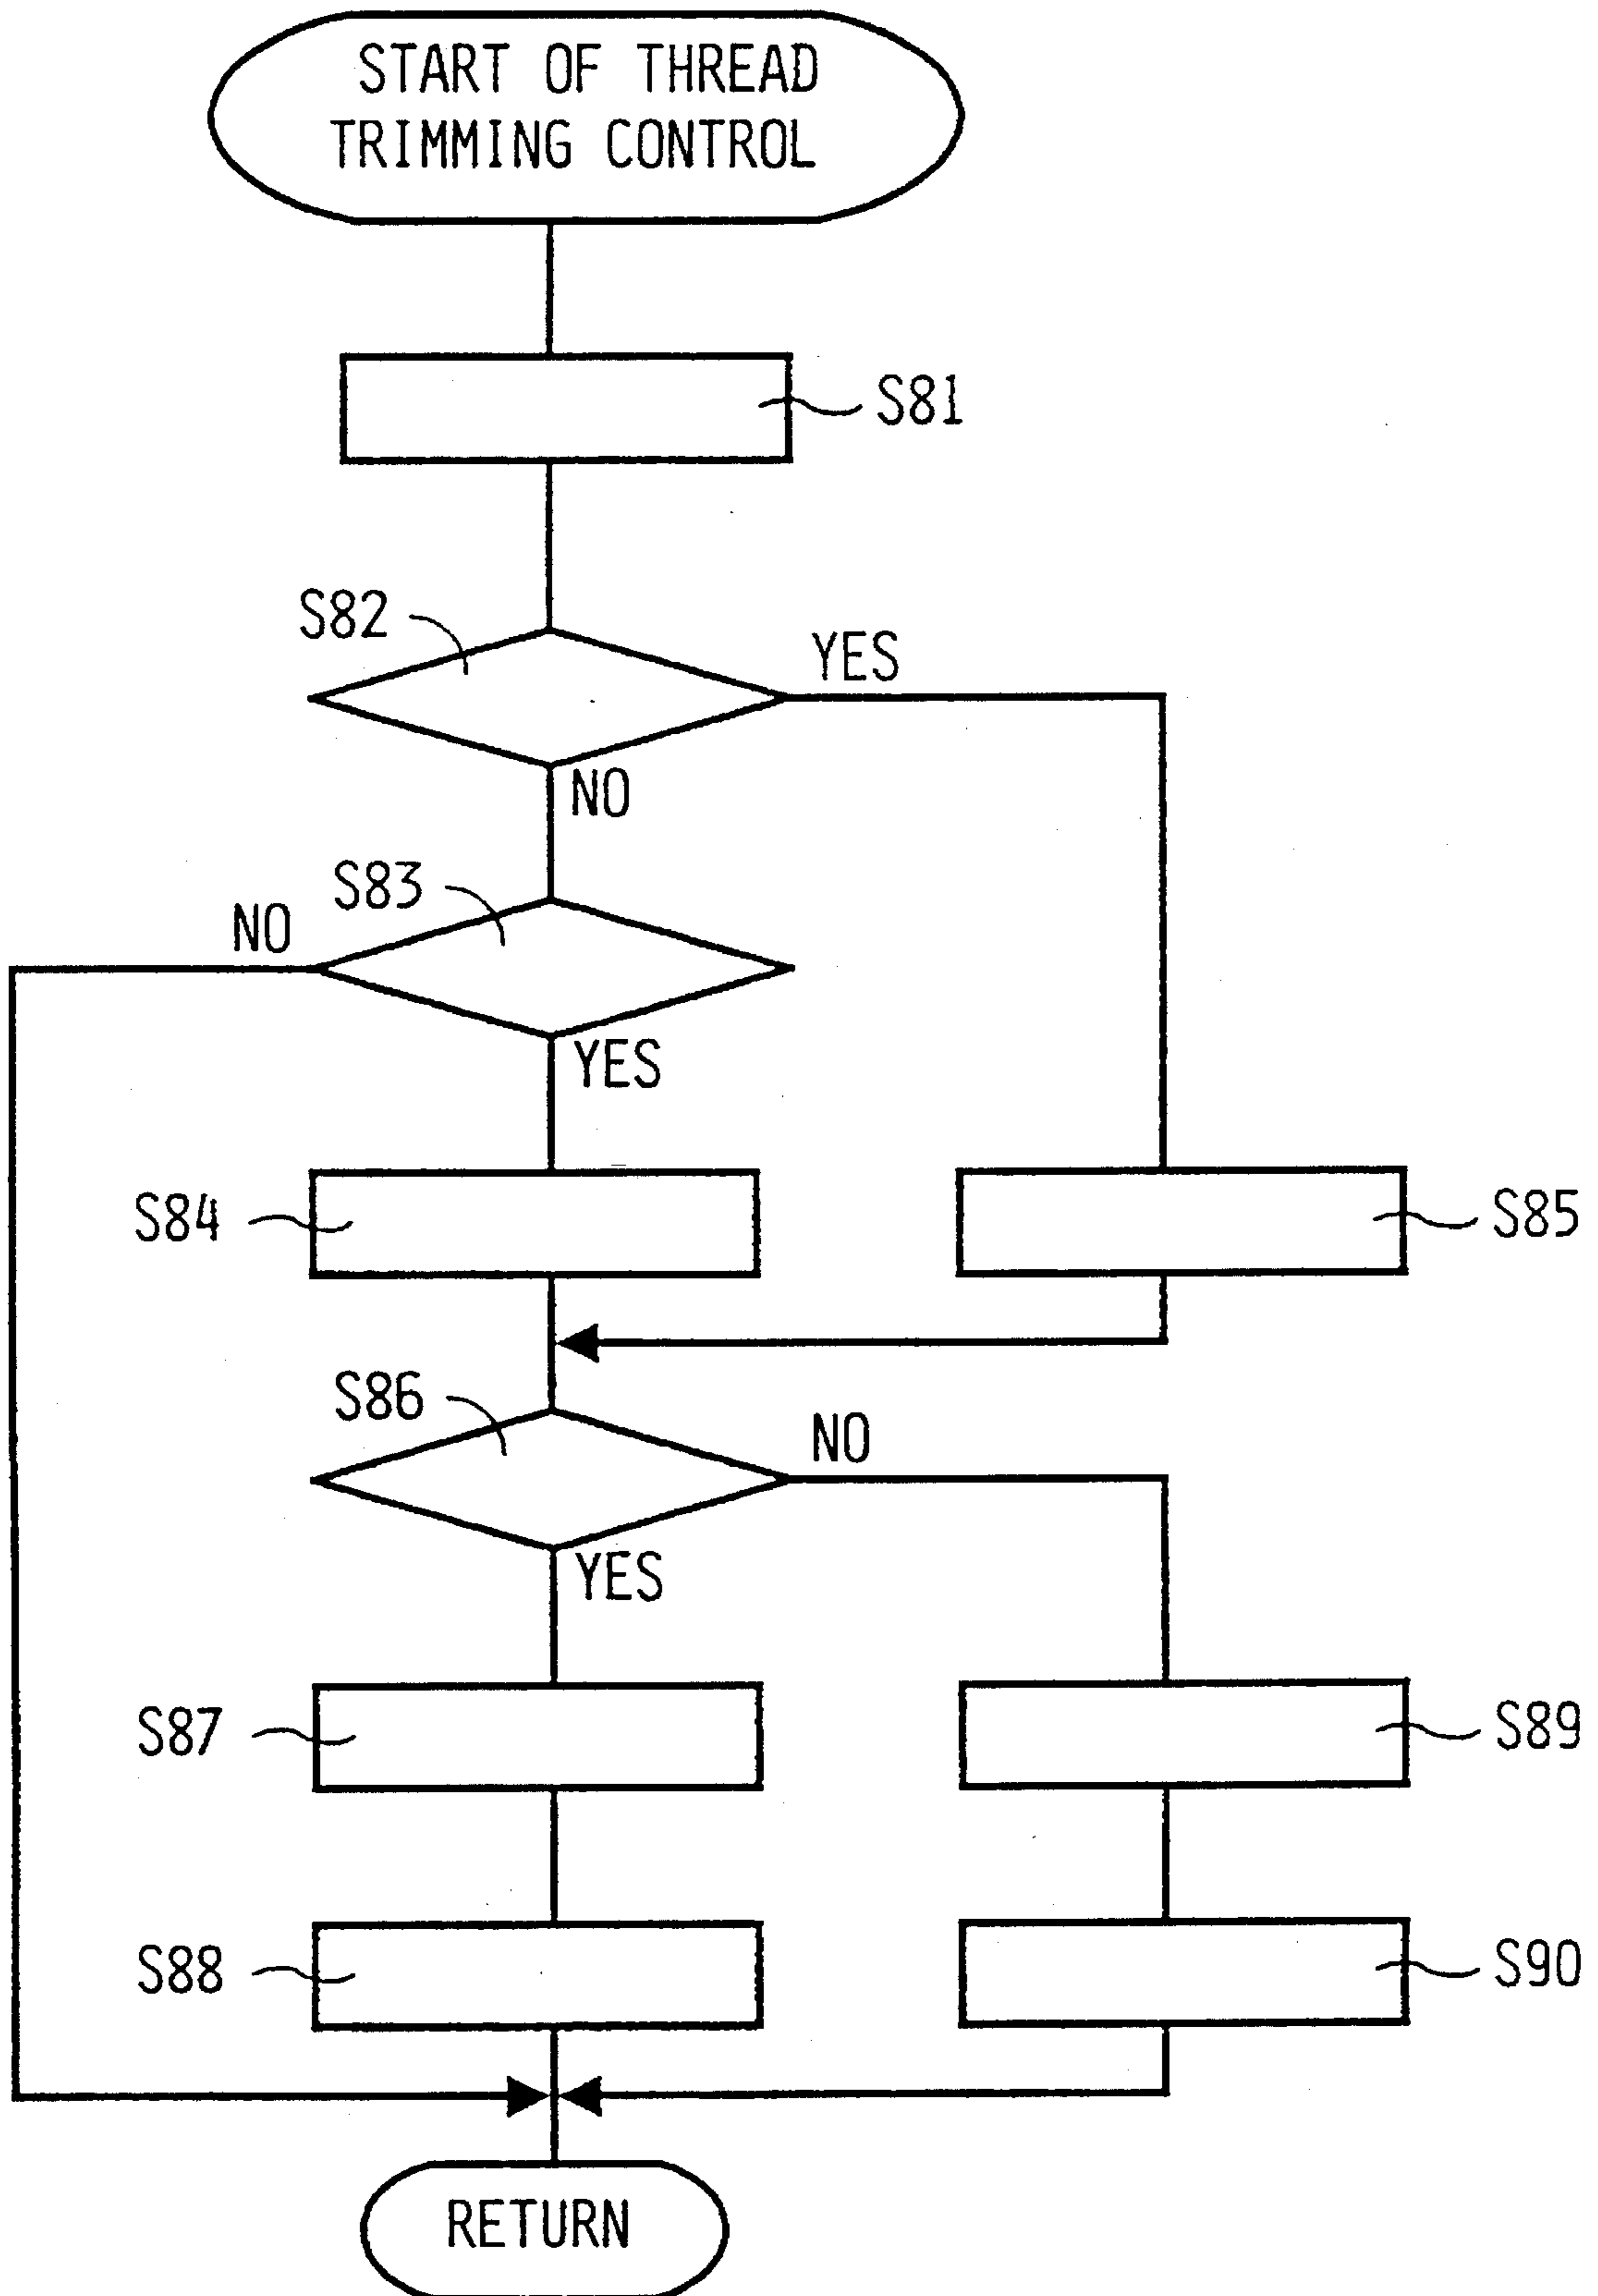 START OF THREAD
TRIMMING CONTROL
S81
S82
YES
NO
S83
NO
YES
S84
S85
S86
NO
YES
S87
S89
S88
S90
RETURN